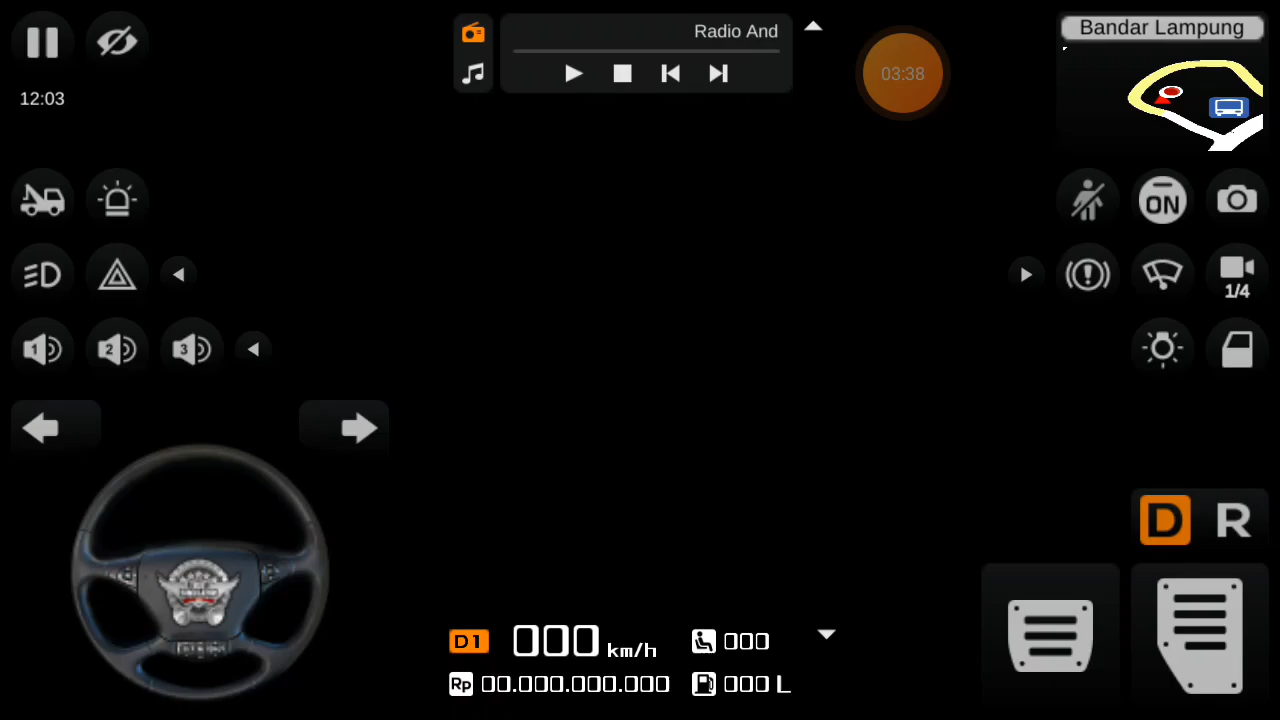 Radio And
03:38
Bandar Lampung
12:03
ON
1/4
1
2
3
D R
D1 000 km/h 000
Rp 00.000.000.000 000 L